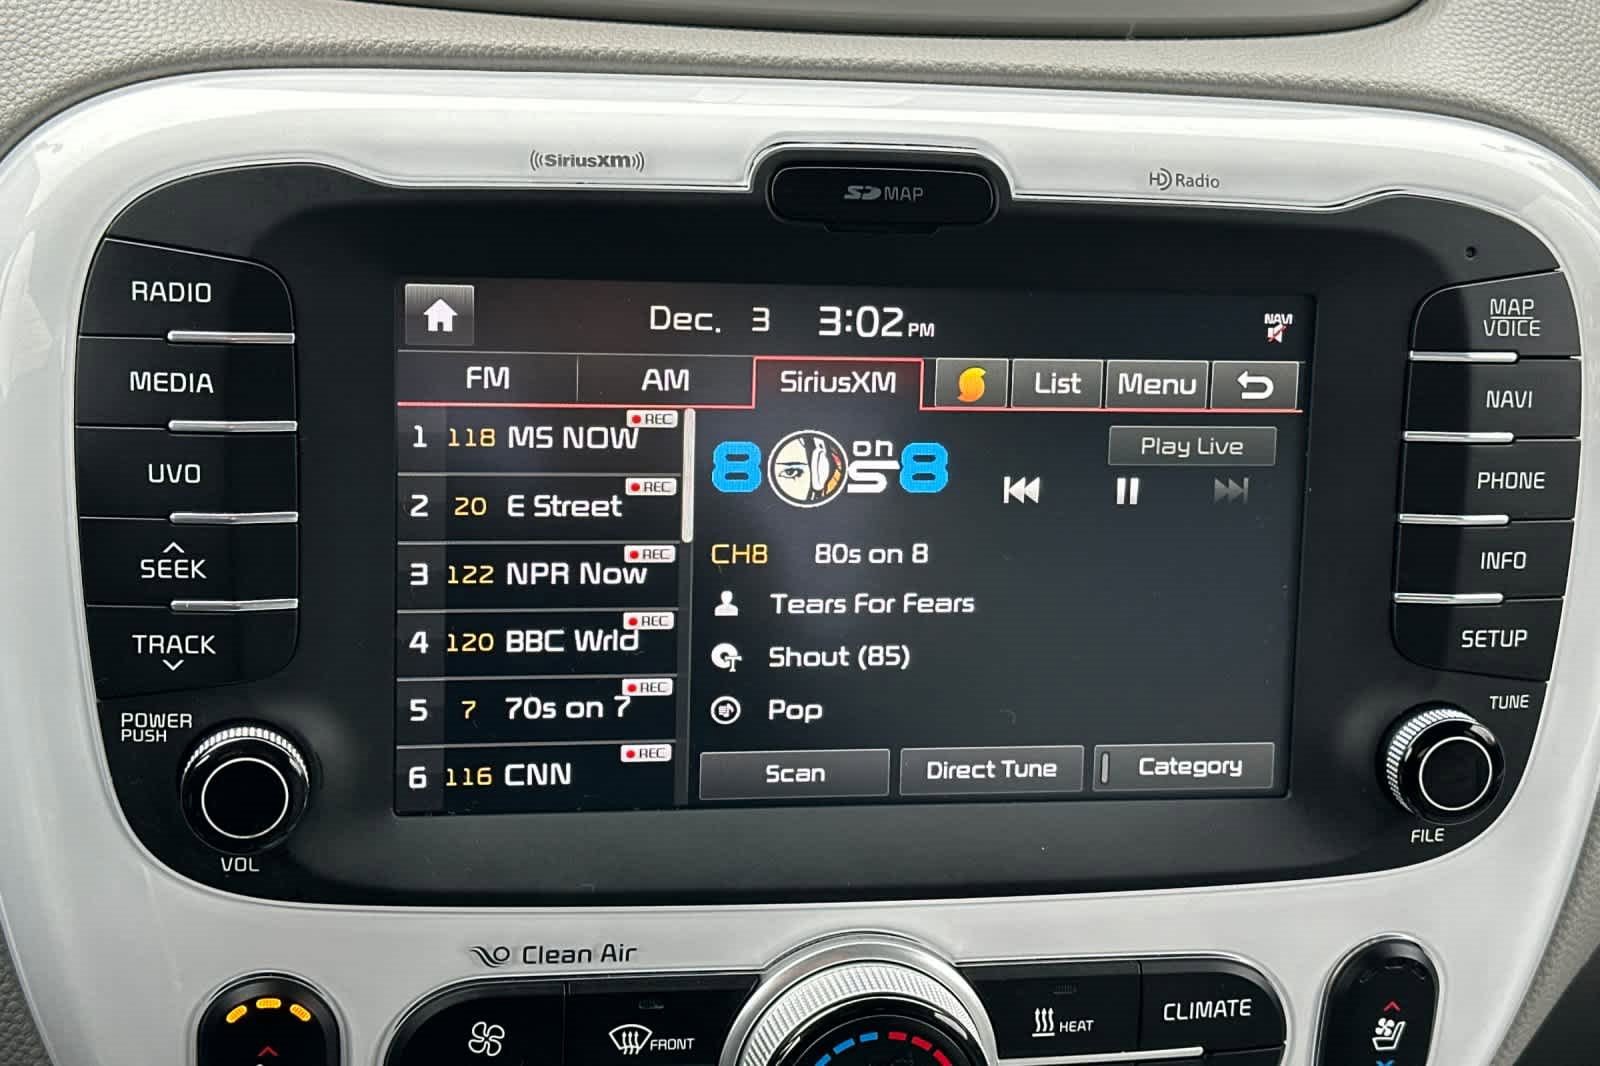 ((SiriusXM))
SD MAP
HD Radio
RADIO
MEDIA
UVO
SEEK
TRACK
POWER
PUSH
VOL
Dec. 3 3:02 PM
NAVI
FM AM SiriusXM List Menu
1 118 MS NOW REC
2 20 E Street REC
3 122 NPR Now REC
4 120 BBC Wrld REC
5 7 70s on 7 REC
6 116 CNN REC
80s on 8
Play Live
CH8 80s on 8
Tears For Fears
Shout (85)
Pop
Scan Direct Tune Category
MAP
VOICE
NAVI
PHONE
INFO
SETUP
TUNE
FILE
Clean Air
FRONT
HEAT
CLIMATE